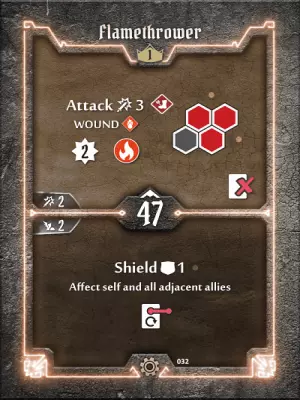 Flamethrower
1
Attack 3
WOUND
2
2
47
2
Shield 1
Affect self and all adjacent allies
032